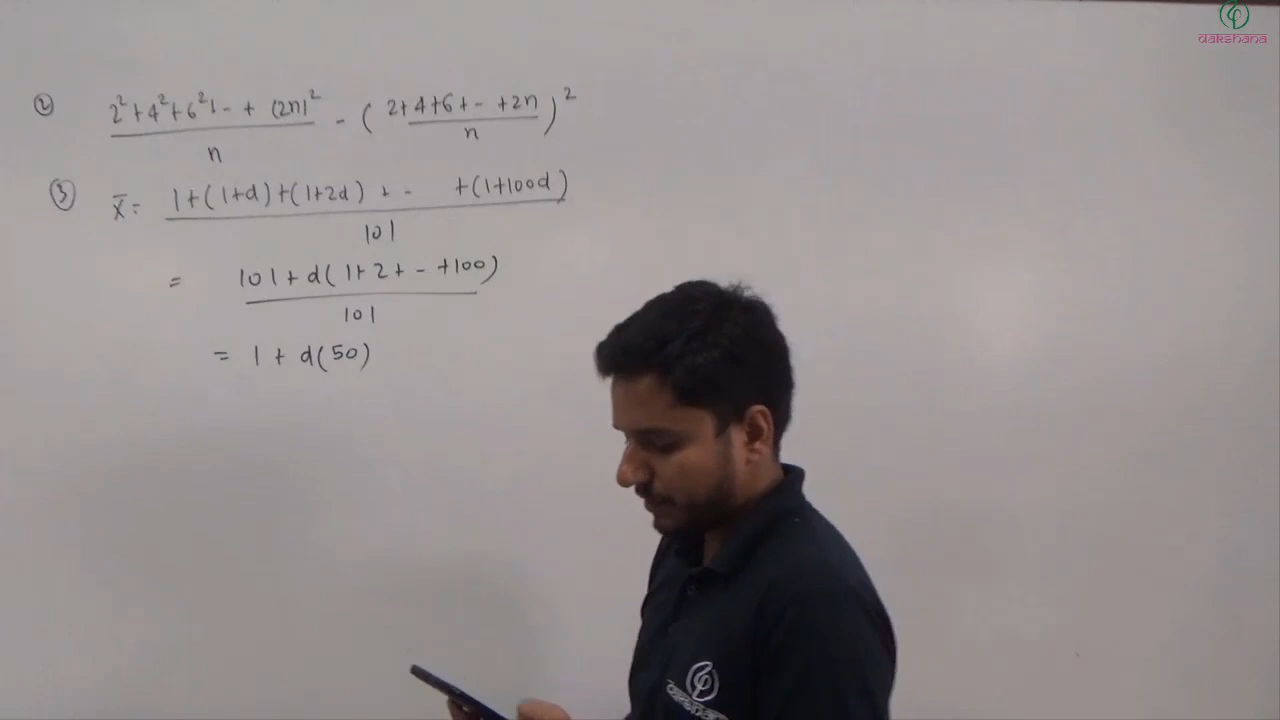 dakshana
② (2²+4²+6²+-+(2n)²)/n - ((2+4+6+-+2n)/n)²
③ x̄ = (1+(1+d)+(1+2d)+- +(1+100d))/101
= (101+d(1+2+-+100))/101
= 1+d(50)
dakshana